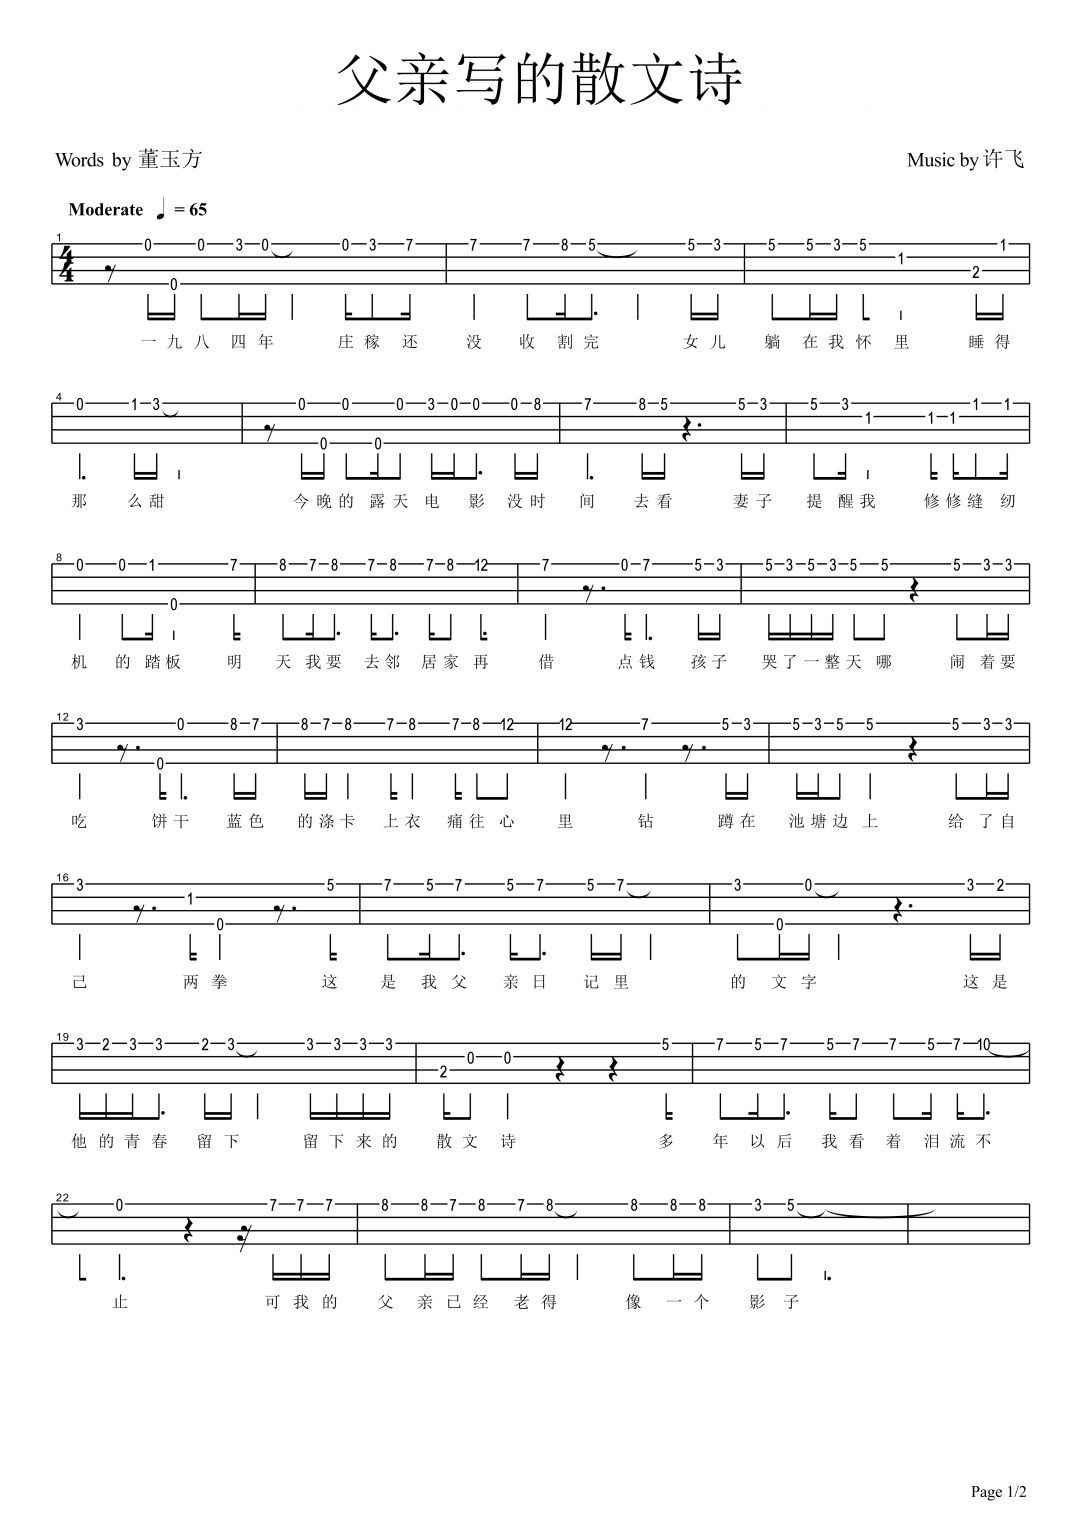 父亲写的散文诗
Words by 董玉方
Music by 许飞
Moderate ♩ = 65
1
4 4
0 0 0 3 0 0 3 7 7 7 8 5 5 3 5 5 3 5 1 2 1
一九八四年 庄稼还 没 收割完 女儿 躺 在我怀里 睡得
4
0 1 3 0 0 0 0 0 3 0 0 0 8 7 8 5 5 3 5 3 1 1 1 1 1
那 么甜 今晚的露天电影没时 间 去看 妻子 提醒我 修修缝纫
8
0 0 1 0 7 8 7 8 7 8 7 8 12 7 0 7 5 3 5 3 5 3 5 5 5 3 3
机 的踏板 明 天我要去邻居家再 借 点钱 孩子 哭了一整天哪 闹着要
12
3 0 0 8 7 8 7 8 7 8 7 8 12 12 7 5 3 5 3 5 5 5 3 3
吃 饼干 蓝色 的涤卡 上衣 痛往心 里 钻 蹲在 池塘边上 给了自
16
3 1 0 5 7 5 7 5 7 5 7 3 0 0 3 2
己 两拳 这 是我父亲日记里 的文字 这是
19
3 2 3 3 2 3 3 3 3 3 2 0 0 5 7 5 7 5 7 7 5 7 10
他的青春留下 留下来的 散文诗 多 年以后我看着泪流不
22
0 7 7 7 8 8 7 8 7 8 8 8 8 3 5
止 可我的 父亲已经老得 像一个 影子
Page 1/2